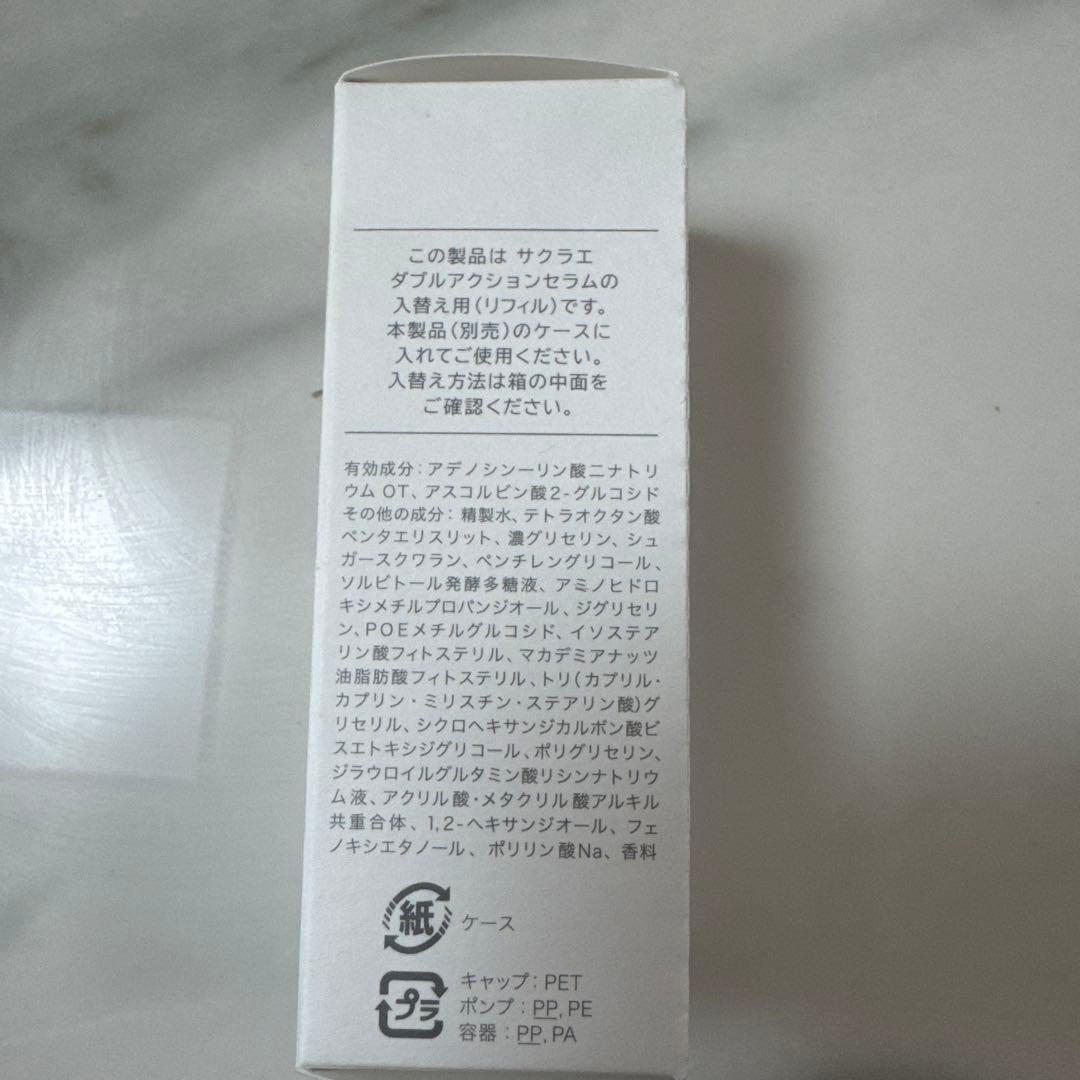 この製品は サクラエ
ダブルアクションセラムの
入替え用(リフィル)です。
本製品(別売)のケースに
入れてご使用ください。
入替え方法は箱の中面を
ご確認ください。
有効成分:アデノシン一リン酸二ナトリ
ウム OT、アスコルビン酸2-グルコシド
その他の成分:精製水、テトラオクタン酸
ペンタエリスリット、濃グリセリン、シュ
ガースクワラン、ペンチレングリコール、
ソルビトール発酵多糖液、アミノヒドロ
キシメチルプロパンジオール、ジグリセリ
ン、POEメチルグルコシド、イソステア
リン酸フィトステリル、マカデミアナッツ
油脂肪酸フィトステリル、トリ(カプリル・
カプリン・ミリスチン・ステアリン酸)グ
リセリル、シクロヘキサンジカルボン酸ビ
スエトキシジグリコール、ポリグリセリン、
ジラウロイルグルタミン酸リシンナトリウ
ム液、アクリル酸・メタクリル酸アルキル
共重合体、1,2-ヘキサンジオール、フェ
ノキシエタノール、ポリリン酸Na、香料
紙 ケース
プラ キャップ:PET
ポンプ:PP,PE
容器:PP,PA